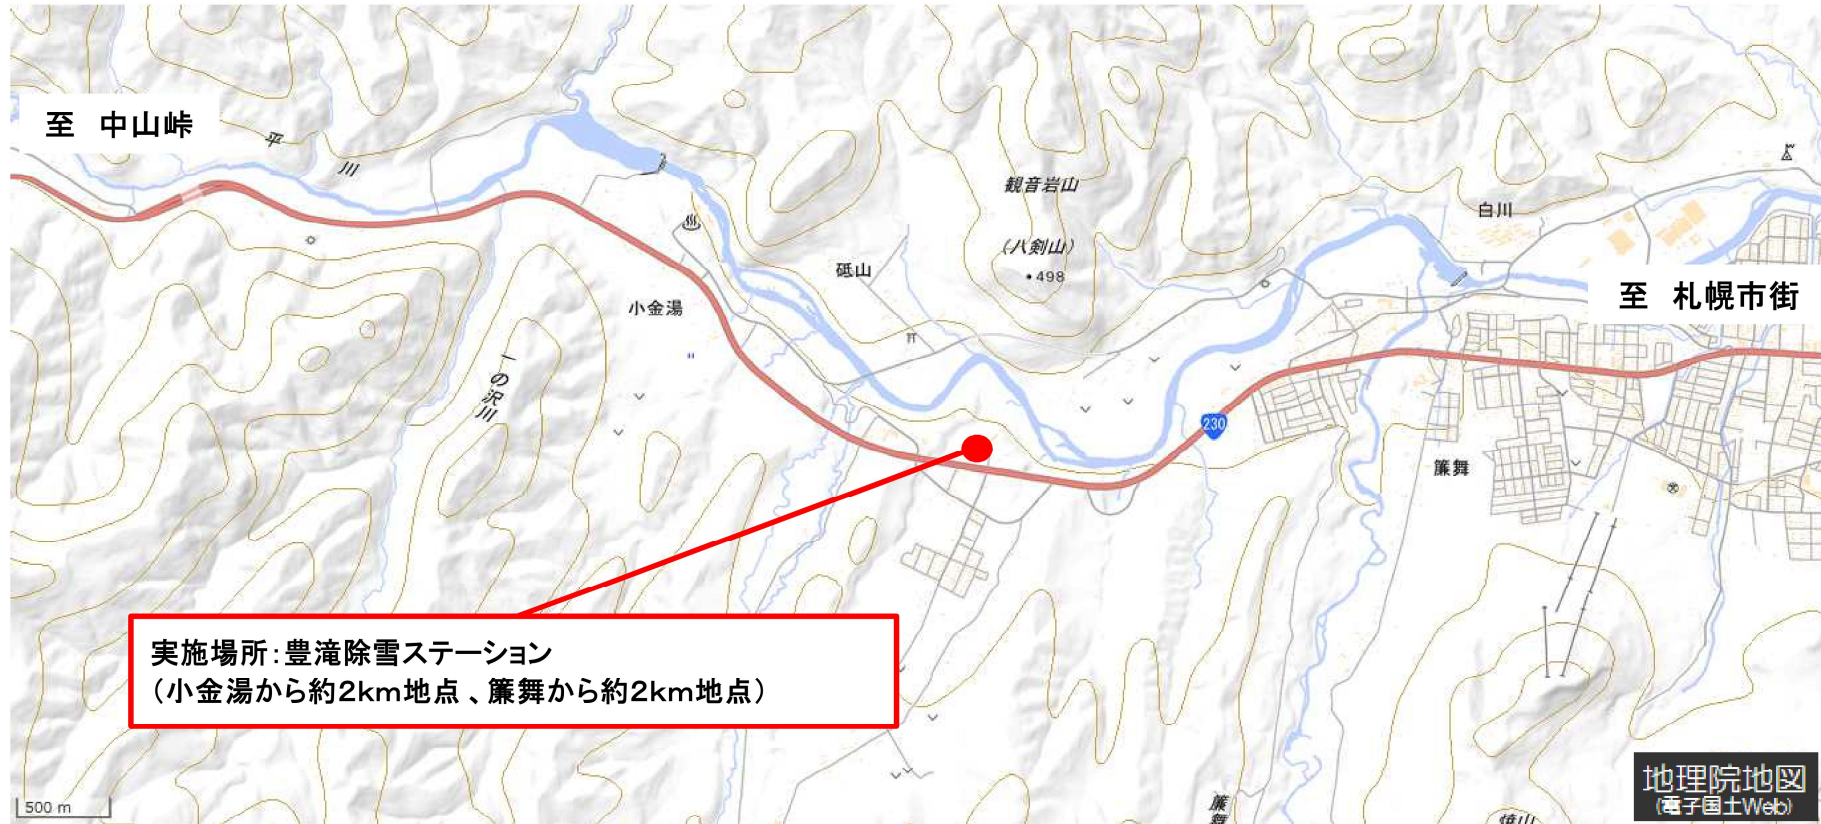 至　中山峠
平
川
観音岩山
（八剣山）
498
白川
砥山
至　札幌市街
小金湯
一の沢川
230
簾舞
実施場所：豊滝除雪ステーション
（小金湯から約2km地点、簾舞から約2km地点）
500 m
簾舞
焼山
地理院地図
(電子国土Web)